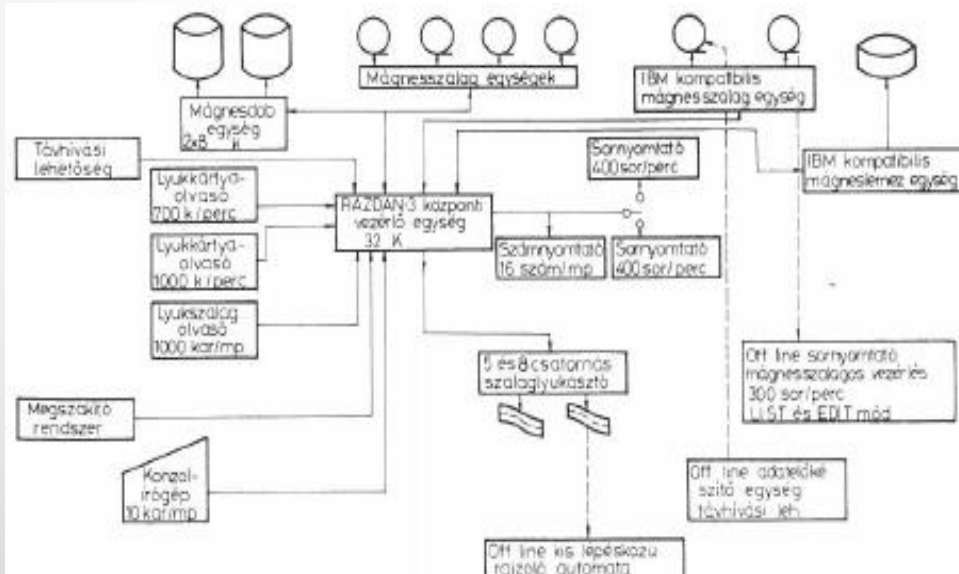 Mágnesszalag egységek
IBM kompatibilis
mágnesszalag egység
Mágnesdob
egység
2x8 K
Távhívási
lehetőség
Sornyomtató
400sor/perc
IBM kompatibilis
mágneslemez egység
Lyukkártya-
olvasó
700 k/perc
RAZDAN-3 központi
vezérlő egység
32 K
Lyukkártya-
olvasó
1000 k/perc
Számnyomtató
16 szám/mp
Sornyomtató
400sor/perc
Lyukszalag
olvasó
1000 kar/mp
5 és 8 csatornás
szalaglyukasztó
Off line sornyomtató
mágnesszalagos vezérlés
300 sor/perc
LIST és EDIT mód
Megszakító
rendszer
Konzol-
írógép
10 kar/mp
Off line adatelőké
szítő egység
távhívási leh.
Off line kis lépésközű
rajzoló automata